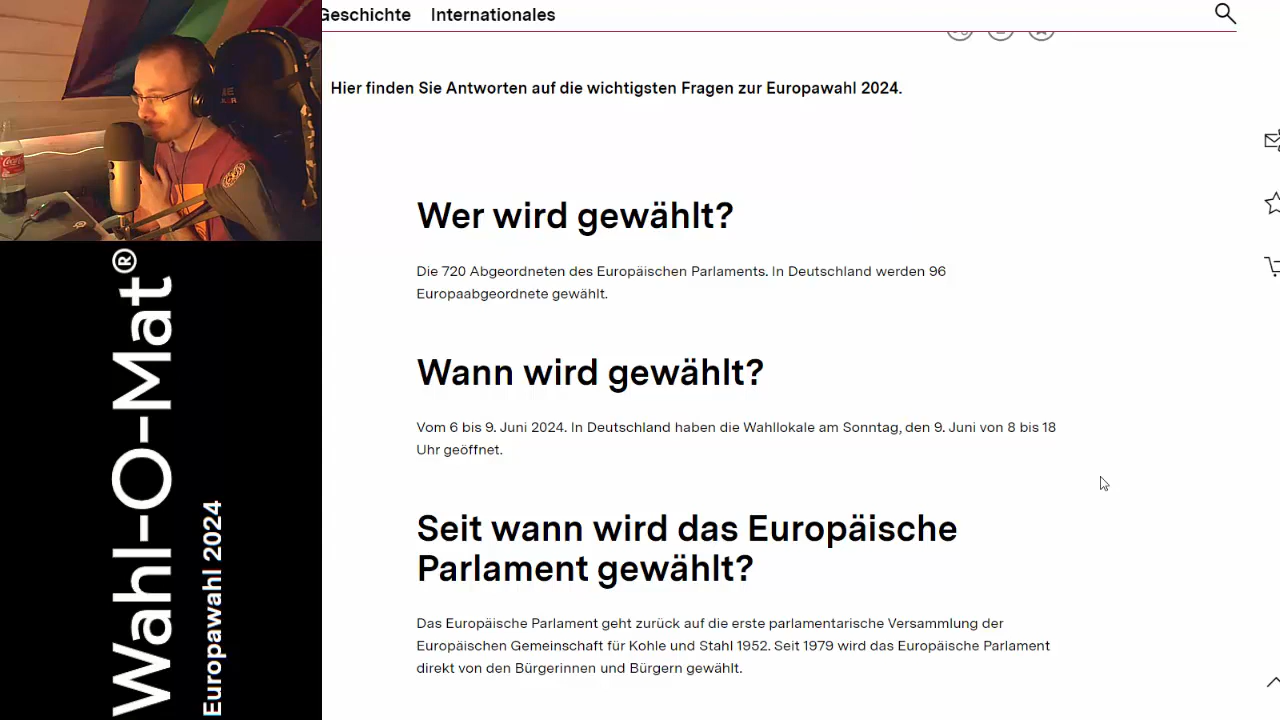 Geschichte Internationales
Hier finden Sie Antworten auf die wichtigsten Fragen zur Europawahl 2024.
Wer wird gewählt?
Die 720 Abgeordneten des Europäischen Parlaments. In Deutschland werden 96
Europaabgeordnete gewählt.
Wann wird gewählt?
Vom 6 bis 9. Juni 2024. In Deutschland haben die Wahllokale am Sonntag, den 9. Juni von 8 bis 18
Uhr geöffnet.
Seit wann wird das Europäische
Parlament gewählt?
Das Europäische Parlament geht zurück auf die erste parlamentarische Versammlung der
Europäischen Gemeinschaft für Kohle und Stahl 1952. Seit 1979 wird das Europäische Parlament
direkt von den Bürgerinnen und Bürgern gewählt.
Wahl-O-Mat®
Europawahl 2024